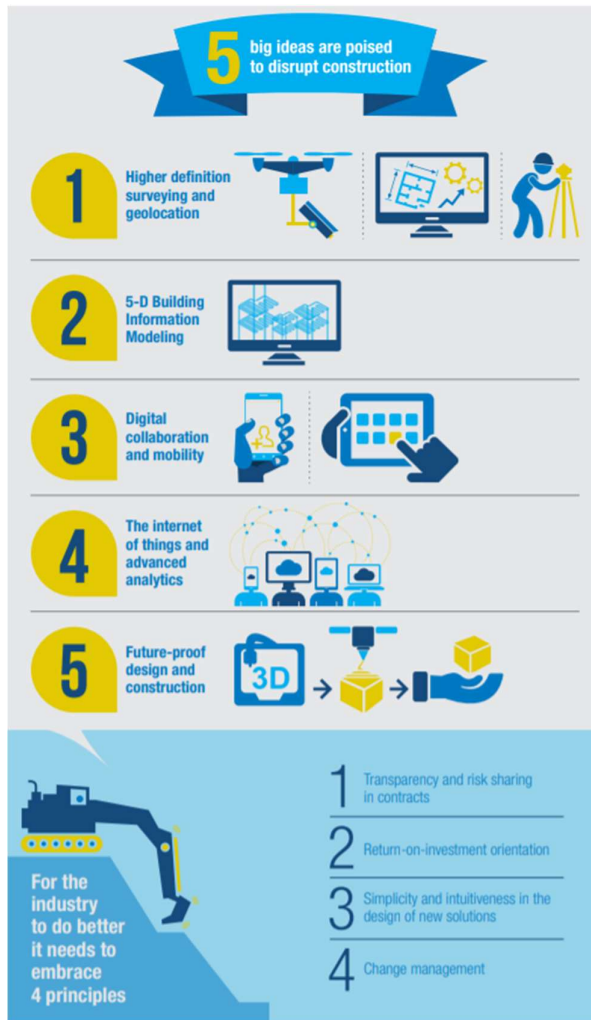 5
big ideas are poised
to disrupt construction
1
Higher definition
surveying and
geolocation
2
5-D Building
Information
Modeling
3
Digital
collaboration
and mobility
4
The internet
of things and
advanced
analytics
5
Future-proof
design and
construction
3D
For the
industry
to do better
it needs to
embrace
4 principles
1
Transparency and risk sharing
in contracts
2
Return-on-investment orientation
3
Simplicity and intuitiveness in the
design of new solutions
4
Change management